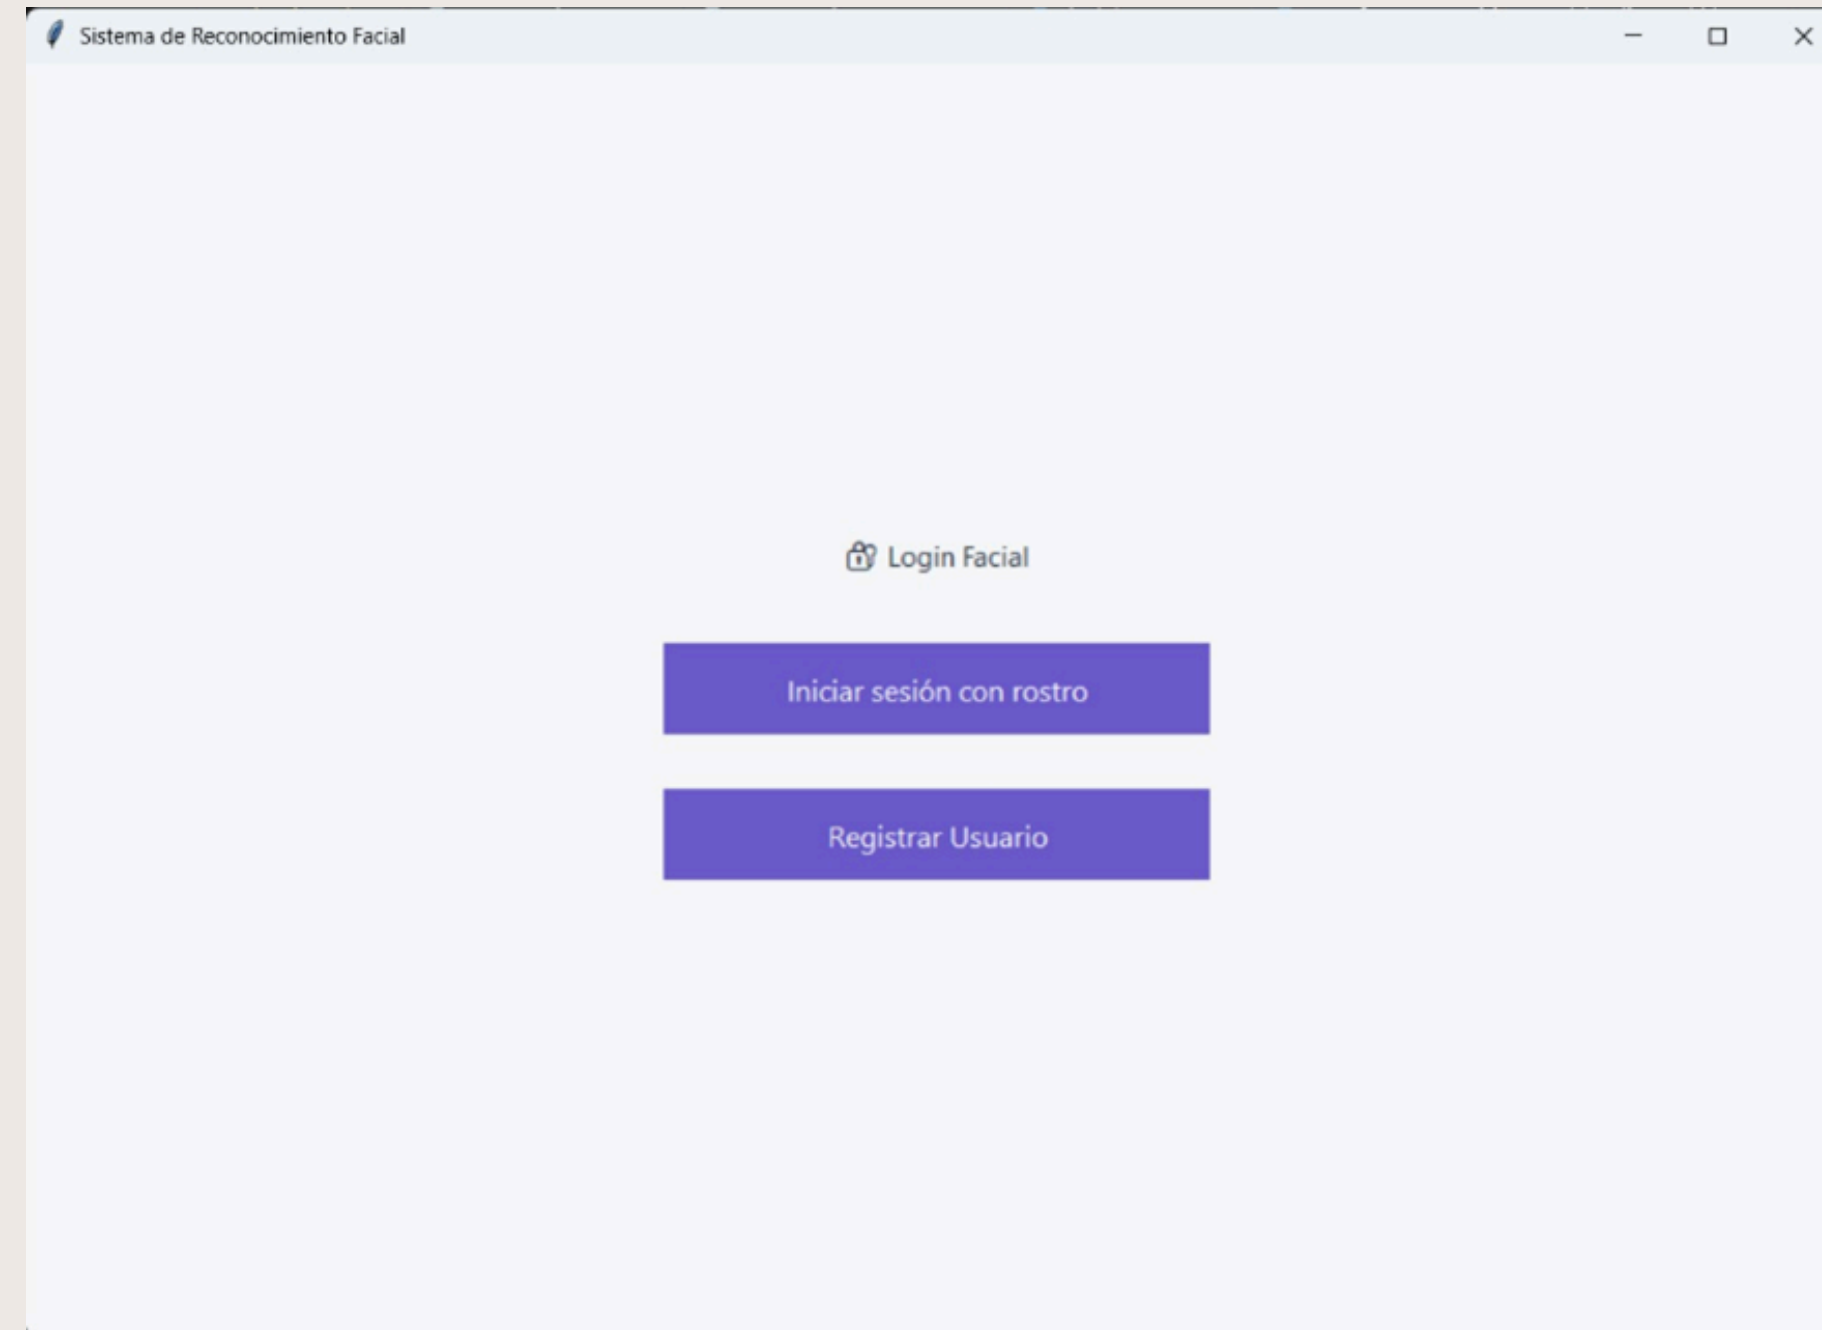 Sistema de Reconocimiento Facial
🔐 Login Facial
Iniciar sesión con rostro
Registrar Usuario